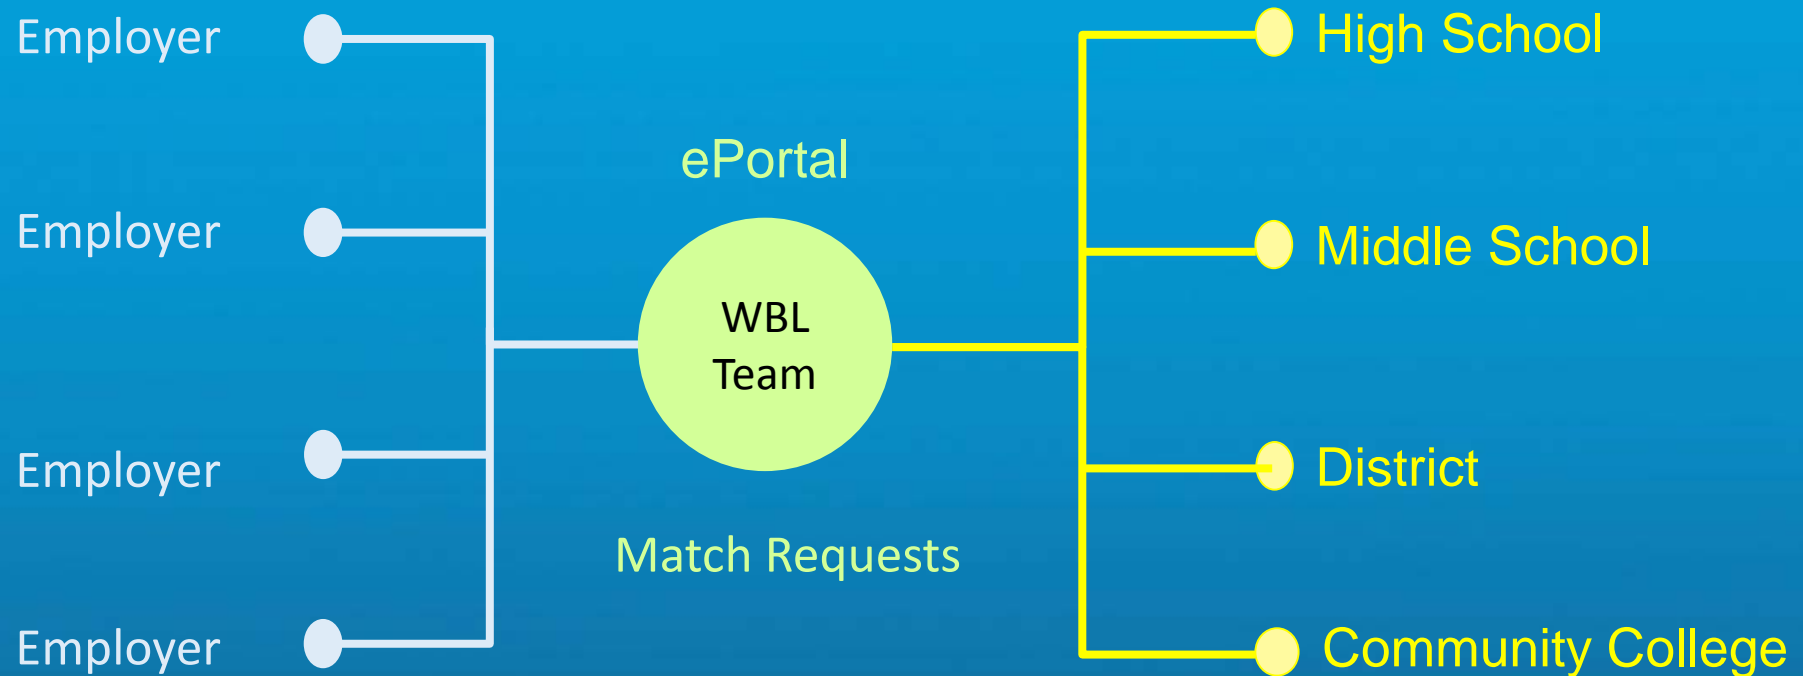 Employer
Employer
Employer
Employer
ePortal
WBL
Team
Match Requests
High School
Middle School
District
Community College